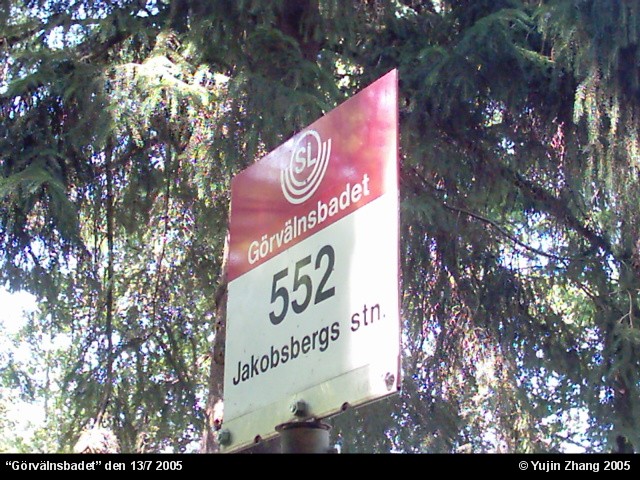 SL
Görvälnsbadet
552
Jakobsbergs stn.
“Görvälnsbadet” den 13/7 2005
© Yujin Zhang 2005